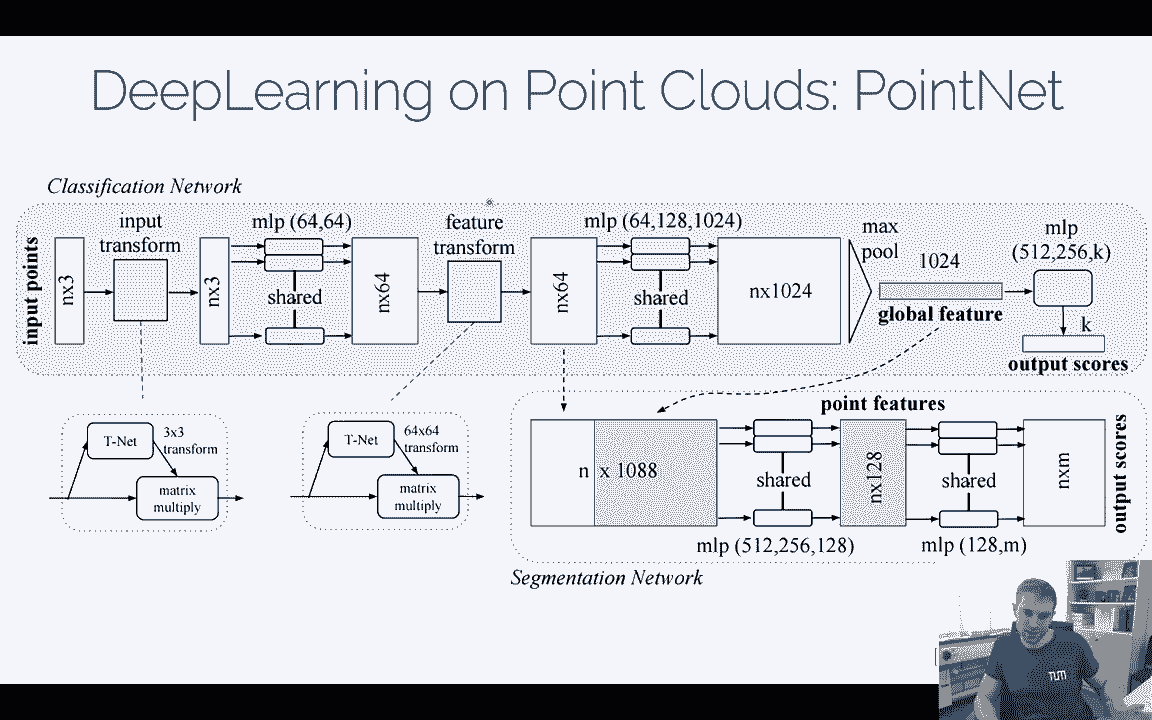 DeepLearning on Point Clouds: PointNet
Classification Network
input points
nx3
input
transform
nx3
mlp (64,64)
shared
nx64
feature
transform
nx64
mlp (64,128,1024)
shared
nx1024
max
pool
1024
global feature
mlp
(512,256,k)
k
output scores
T-Net
3x3
transform
matrix
multiply
T-Net
64x64
transform
matrix
multiply
point features
n x 1088
shared
mlp (512,256,128)
nx128
shared
mlp (128,m)
nxm
output scores
Segmentation Network
TUM